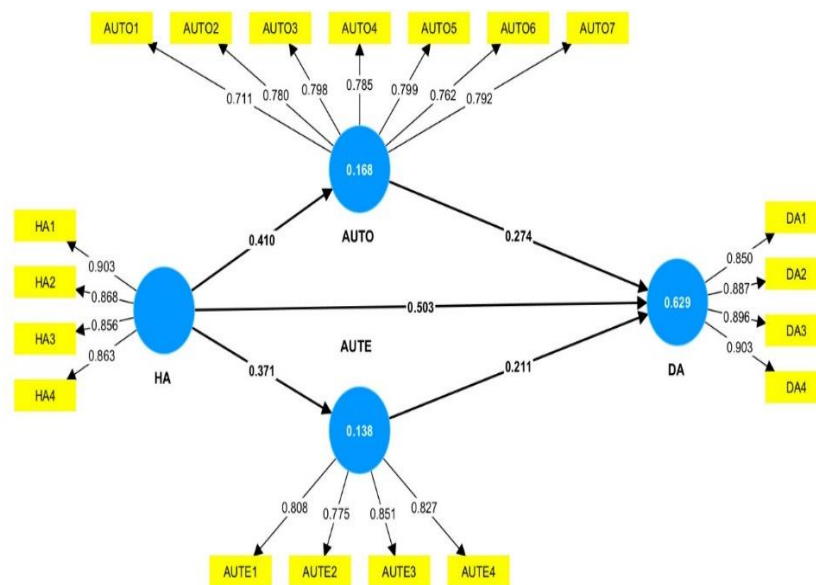 AUTO1 AUTO2 AUTO3 AUTO4 AUTO5 AUTO6 AUTO7
0.711 0.780 0.798 0.785 0.799 0.762 0.792
0.168
AUTO
HA1
HA2
HA3
HA4
0.903
0.868
0.856
0.863
HA
0.410
0.503
0.371
0.274
0.211
AUTE
0.138
0.808 0.775 0.851 0.827
AUTE1 AUTE2 AUTE3 AUTE4
0.629
DA
0.850
0.887
0.896
0.903
DA1
DA2
DA3
DA4